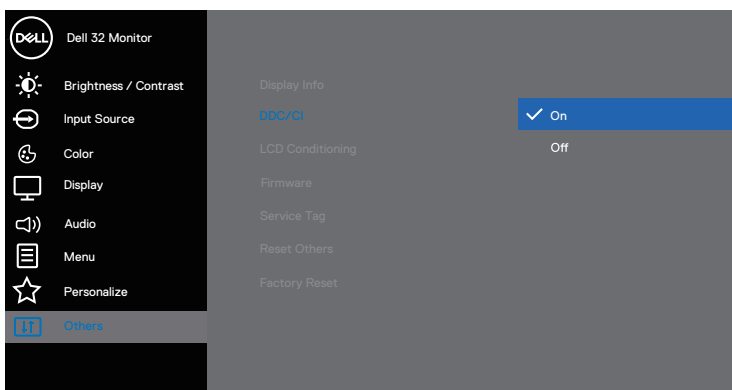 DELL
Dell 32 Monitor
Brightness / Contrast
Input Source
Color
Display
Audio
Menu
Personalize
Others
Display Info
DDC/CI
LCD Conditioning
Firmware
Service Tag
Reset Others
Factory Reset
On
Off